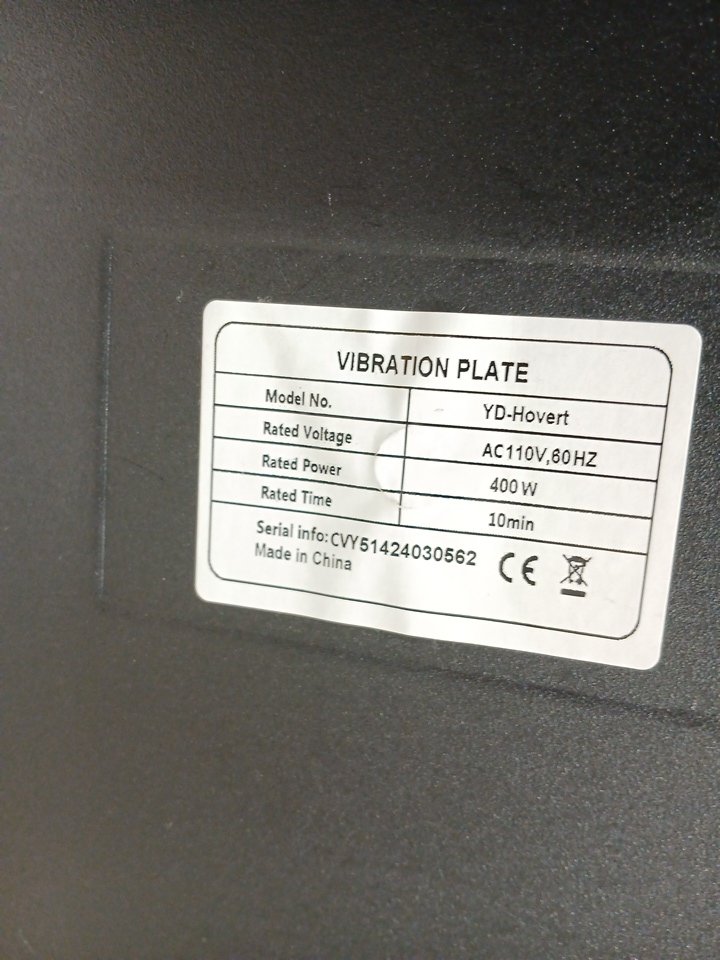 VIBRATION PLATE
Model No. YD-Hovert
Rated Voltage AC110V,60HZ
Rated Power 400W
Rated Time 10min
Serial info:CVY51424030562
Made in China
CE